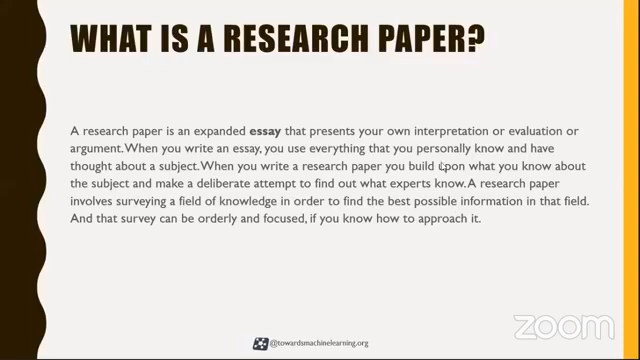 WHAT IS A RESEARCH PAPER?
A research paper is an expanded essay that presents your own interpretation or evaluation or
argument. When you write an essay, you use everything that you personally know and have
thought about a subject. When you write a research paper you build upon what you know about
the subject and make a deliberate attempt to find out what experts know. A research paper
involves surveying a field of knowledge in order to find the best possible information in that field.
And that survey can be orderly and focused, if you know how to approach it.
@towardsmachinelearning.org
zoom